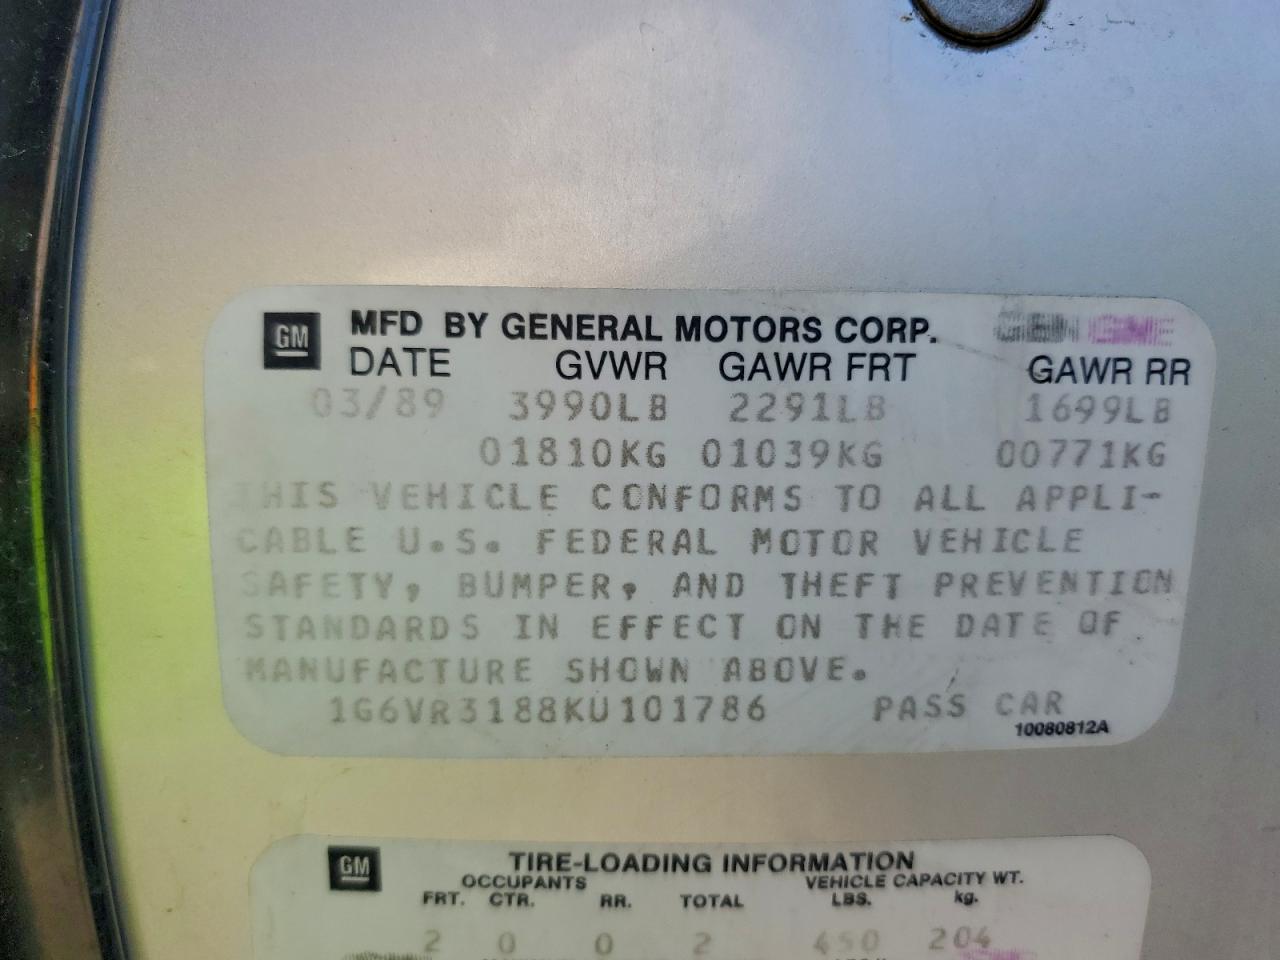 GM MFD BY GENERAL MOTORS CORP.
DATE GVWR GAWR FRT GAWR RR
03/89 3990LB 2291LB 1699LB
01810KG 01039KG 00771KG
THIS VEHICLE CONFORMS TO ALL APPLI-
CABLE U.S. FEDERAL MOTOR VEHICLE
SAFETY, BUMPER, AND THEFT PREVENTION
STANDARDS IN EFFECT ON THE DATE OF
MANUFACTURE SHOWN ABOVE.
1G6VR3188KU101786 PASS CAR
10080812A
GM TIRE-LOADING INFORMATION
OCCUPANTS VEHICLE CAPACITY WT.
FRT. CTR. RR. TOTAL LBS. kg.
2 0 0 2 450 204